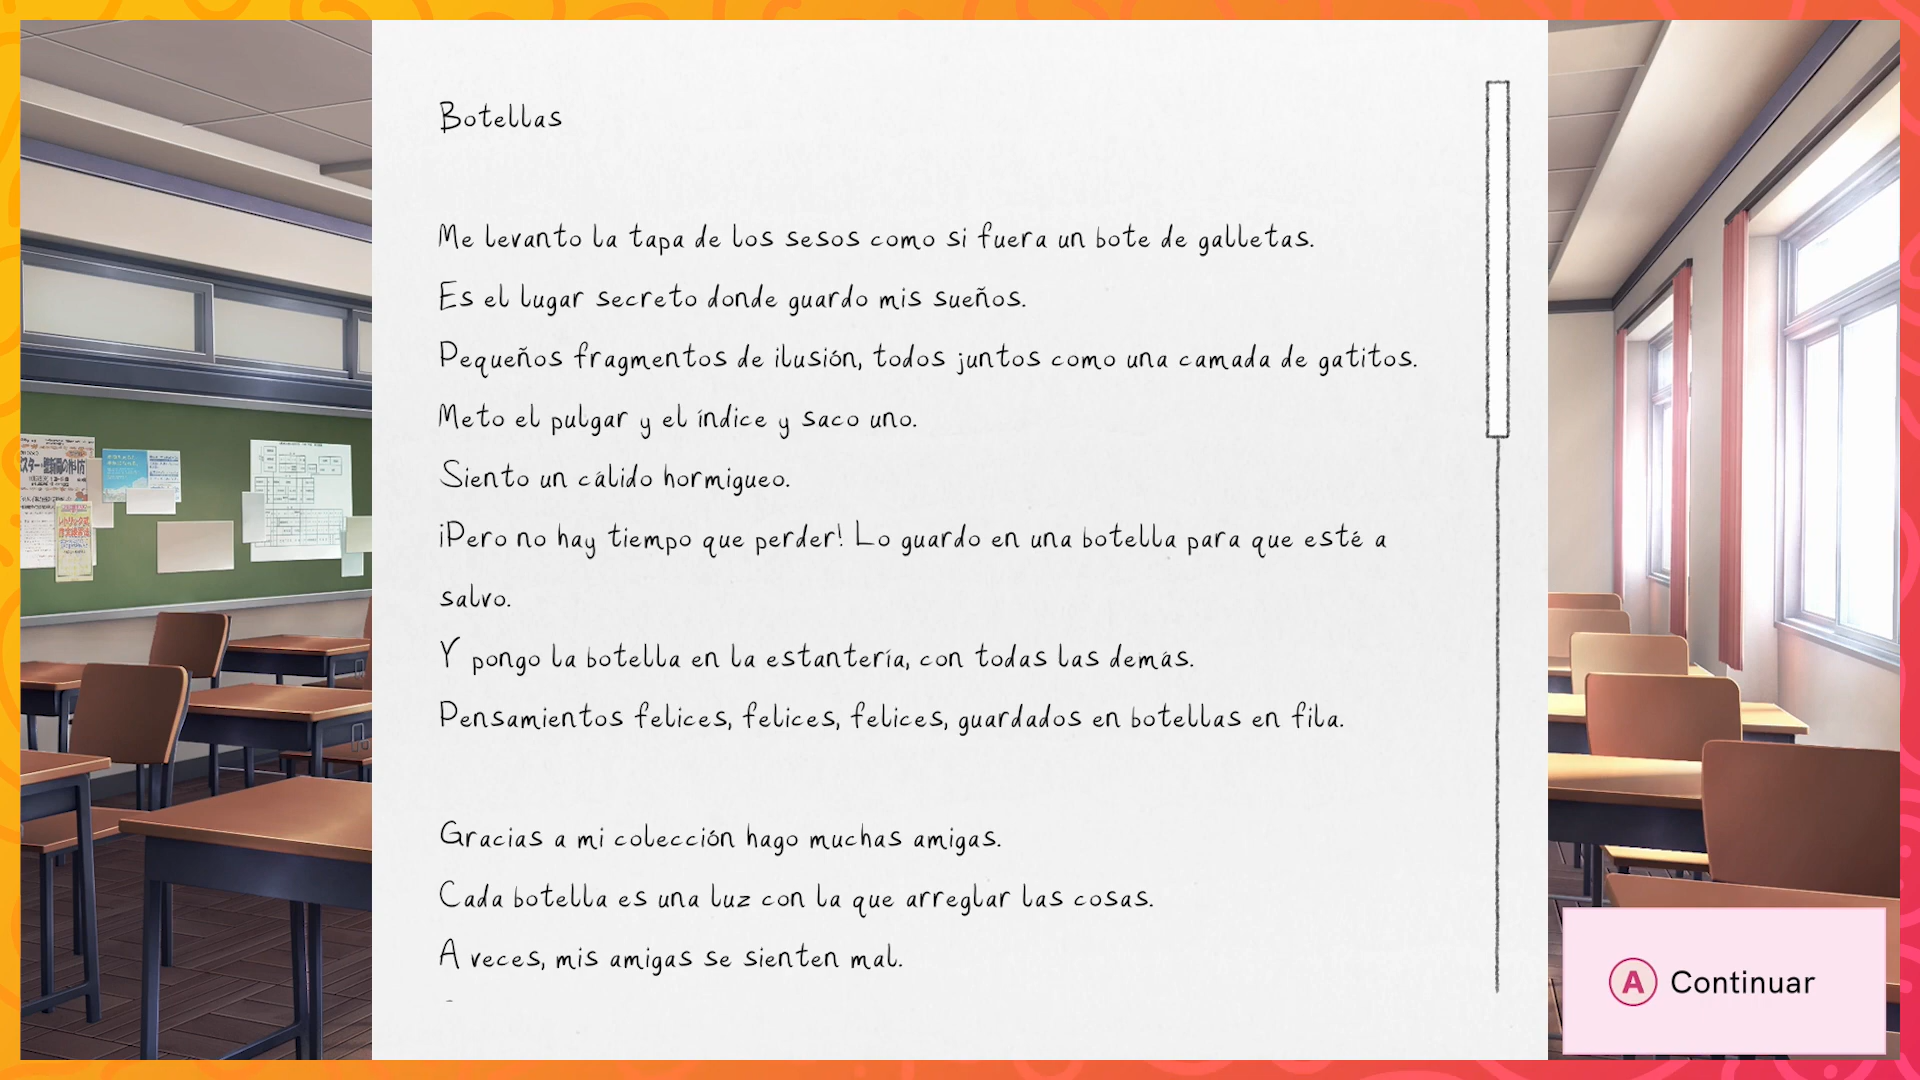 Botellas
Me levanto la tapa de los sesos como si fuera un bote de galletas.
Es el lugar secreto donde guardo mis sueños.
Pequeños fragmentos de ilusión, todos juntos como una camada de gatitos.
Meto el pulgar y el índice y saco uno.
Siento un cálido hormigueo.
¡Pero no hay tiempo que perder! Lo guardo en una botella para que esté a
salvo.
Y pongo la botella en la estantería, con todas las demás.
Pensamientos felices, felices, felices, guardados en botellas en fila.
Gracias a mi colección hago muchas amigas.
Cada botella es una luz con la que arreglar las cosas.
A veces, mis amigas se sienten mal.
A Continuar